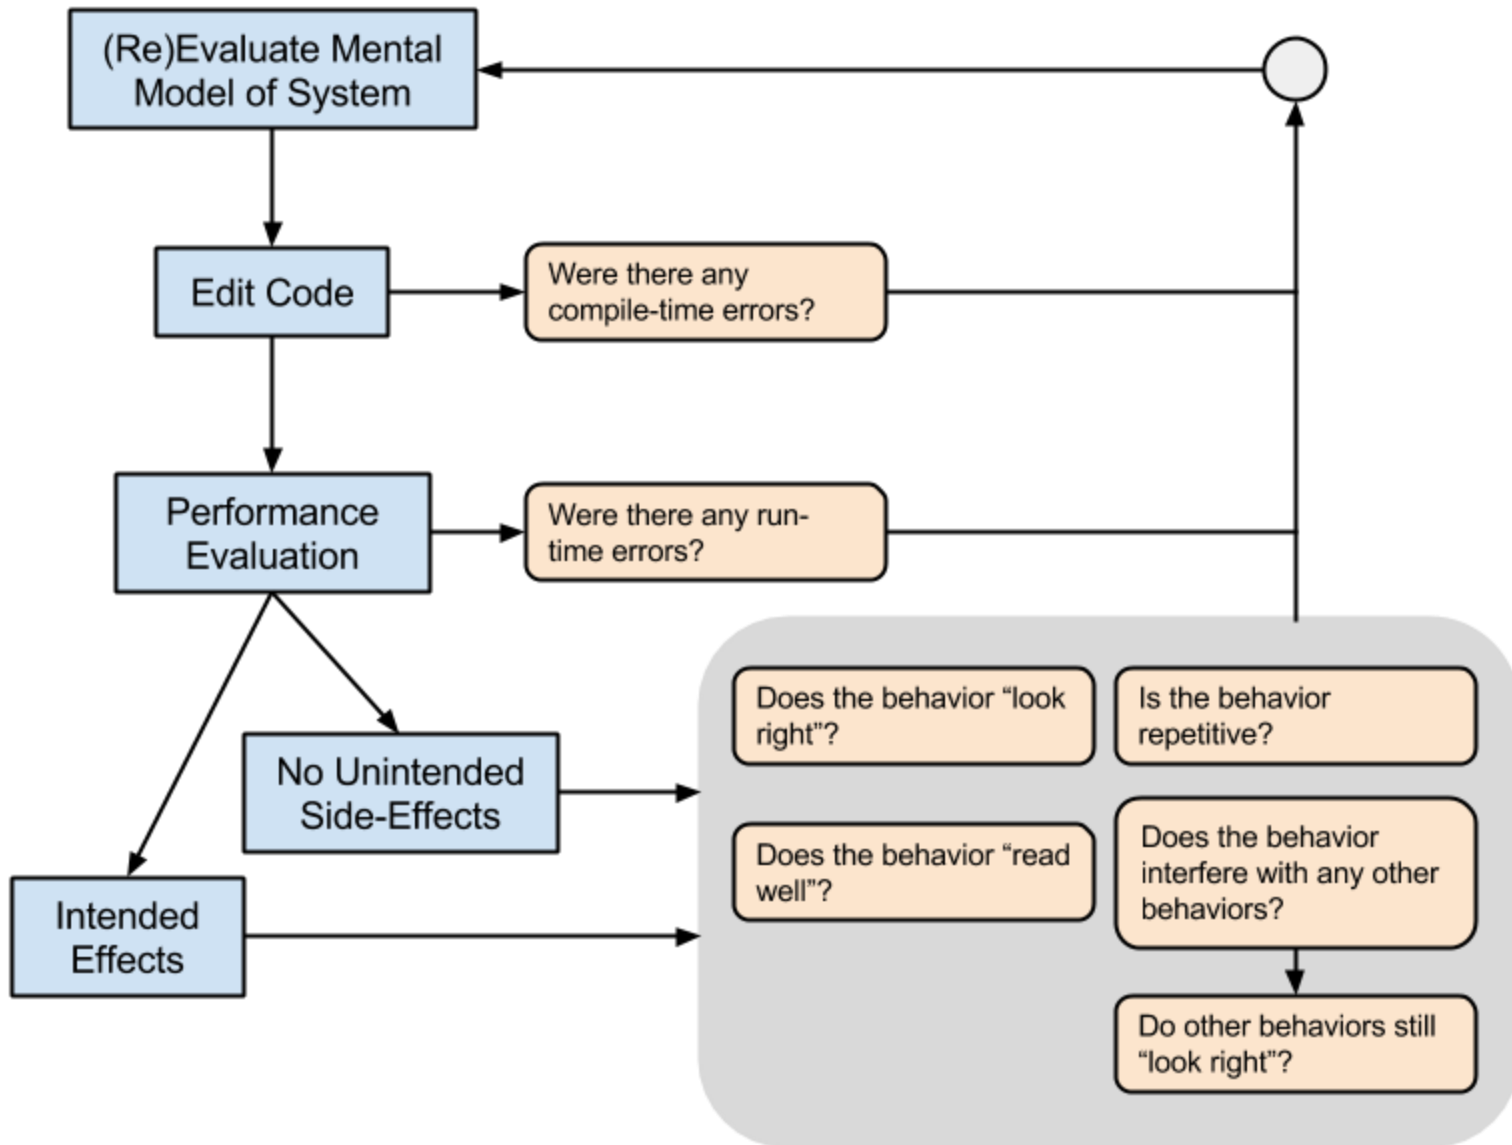 (Re)Evaluate Mental
Model of System
Edit Code
Were there any
compile-time errors?
Performance
Evaluation
Were there any run-
time errors?
No Unintended
Side-Effects
Intended
Effects
Does the behavior “look
right”?
Is the behavior
repetitive?
Does the behavior “read
well”?
Does the behavior
interfere with any other
behaviors?
Do other behaviors still
“look right”?